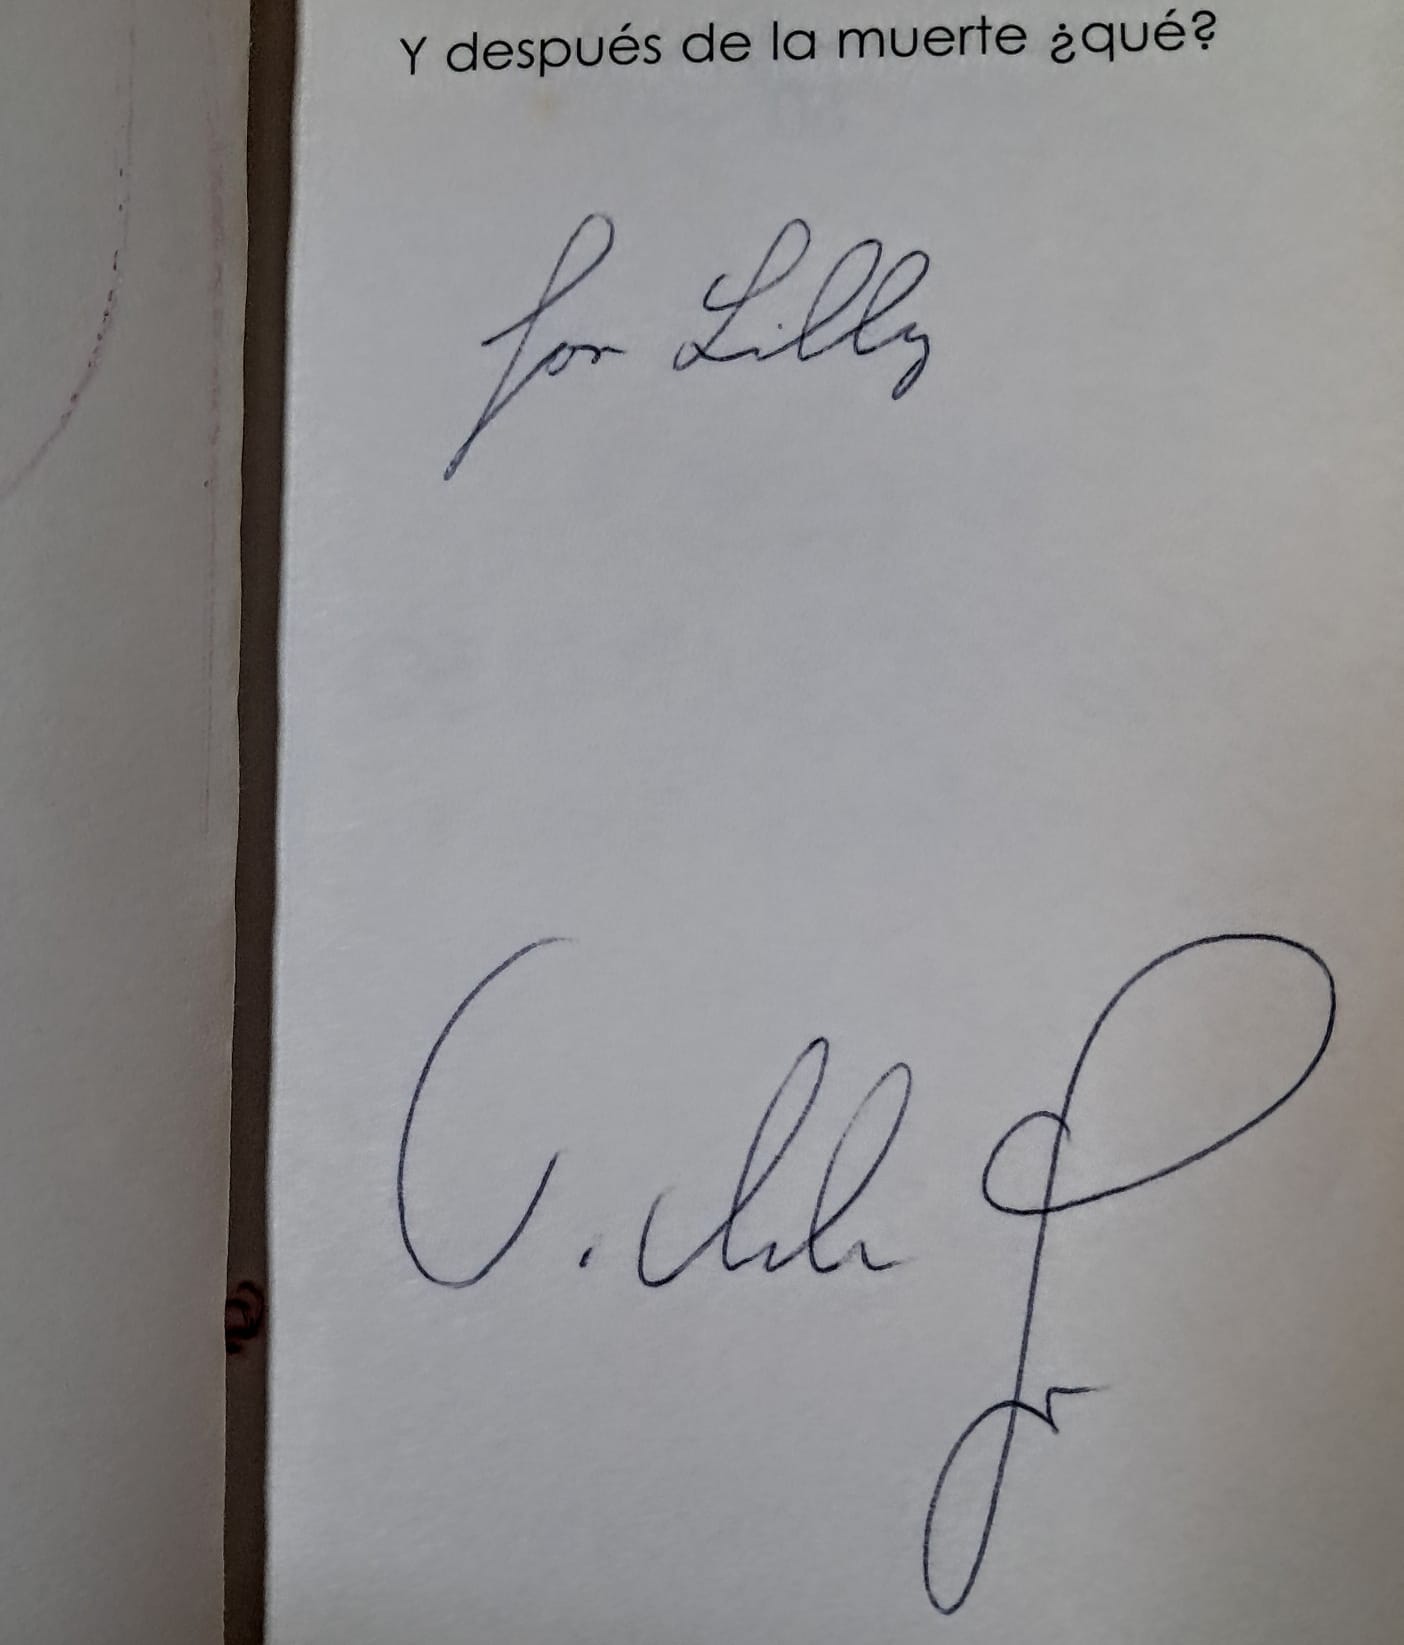 Y después de la muerte ¿qué?
for Lilly